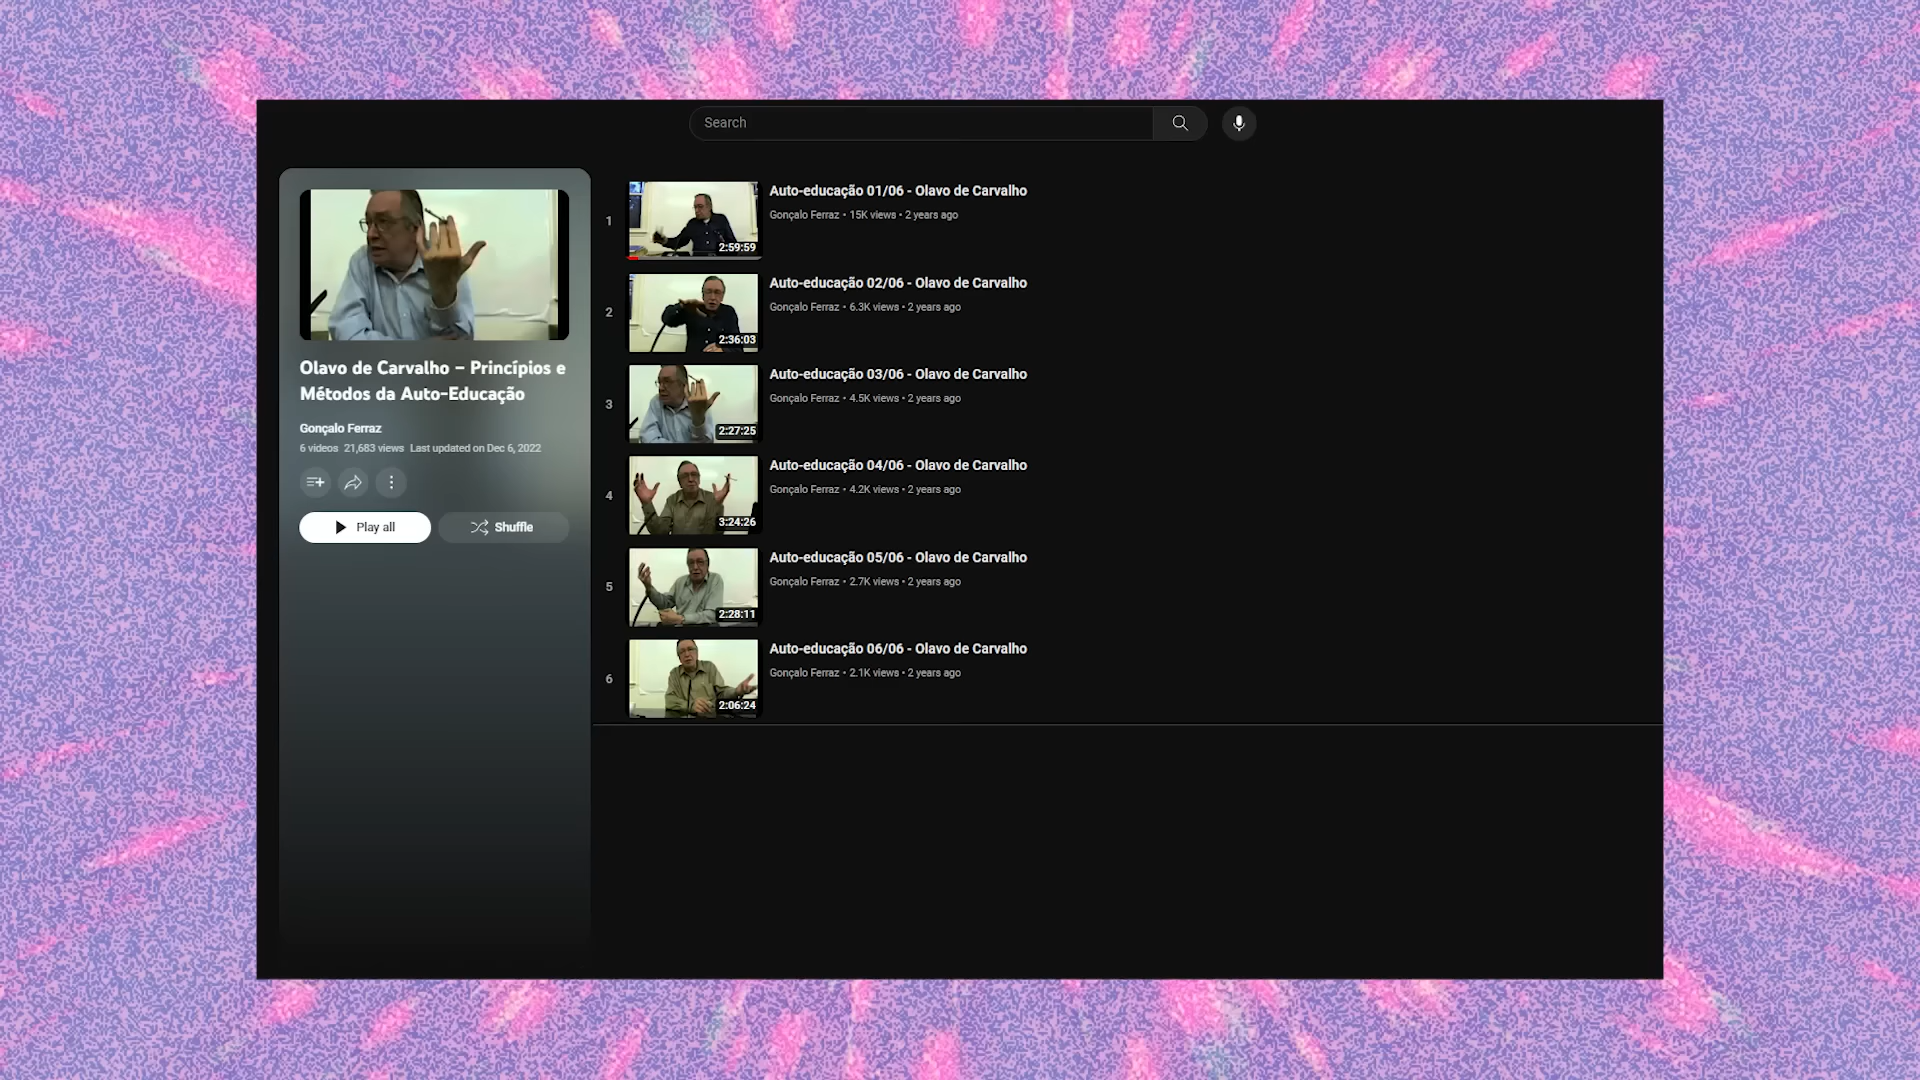 Search
Olavo de Carvalho – Princípios e
Métodos da Auto-Educação
Gonçalo Ferraz
6 videos 21,683 views Last updated on Dec 6, 2022
Play all
Shuffle
1
2:59:59
Auto-educação 01/06 - Olavo de Carvalho
Gonçalo Ferraz • 15K views • 2 years ago
2
2:36:03
Auto-educação 02/06 - Olavo de Carvalho
Gonçalo Ferraz • 6.3K views • 2 years ago
3
2:27:25
Auto-educação 03/06 - Olavo de Carvalho
Gonçalo Ferraz • 4.5K views • 2 years ago
4
3:24:26
Auto-educação 04/06 - Olavo de Carvalho
Gonçalo Ferraz • 4.2K views • 2 years ago
5
2:28:11
Auto-educação 05/06 - Olavo de Carvalho
Gonçalo Ferraz • 2.7K views • 2 years ago
6
2:06:24
Auto-educação 06/06 - Olavo de Carvalho
Gonçalo Ferraz • 2.1K views • 2 years ago